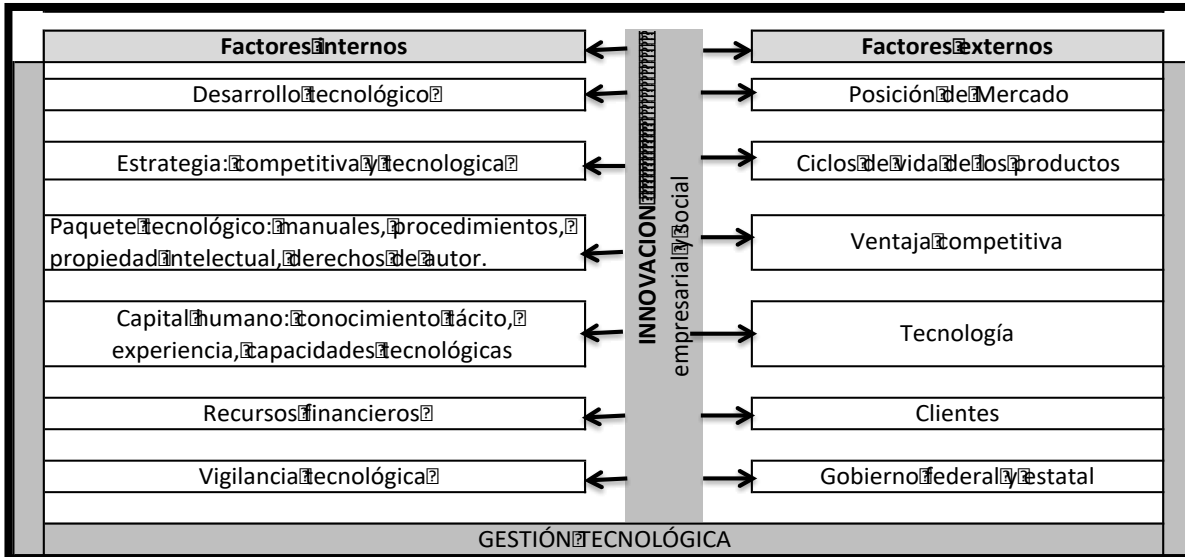 Factores internos
Desarrollo tecnológico
Estrategia: competitiva y tecnologica
Paquete tecnológico: manuales, procedimientos,
propiedad intelectual, derechos de autor.
Capital humano: conocimiento tácito,
experiencia, capacidades tecnológicas
Recursos financieros
Vigilancia tecnológica
INNOVACION
empresarial y social
Factores externos
Posición de Mercado
Ciclos de vida de los productos
Ventaja competitiva
Tecnología
Clientes
Gobierno federal y estatal
GESTIÓN TECNOLÓGICA